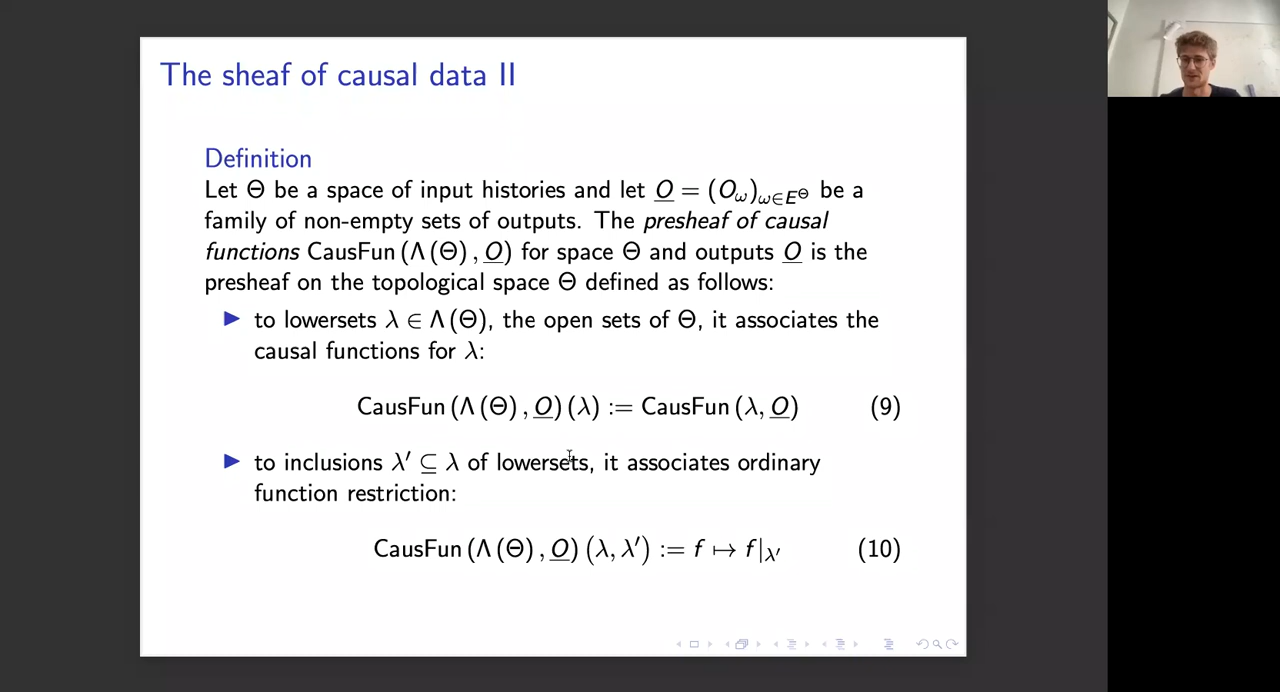 The sheaf of causal data II
Definition
Let Θ be a space of input histories and let O̲ = (O_ω)_{ω∈E^Θ} be a
family of non-empty sets of outputs. The presheaf of causal
functions CausFun (Λ (Θ) , O̲) for space Θ and outputs O̲ is the
presheaf on the topological space Θ defined as follows:
▶ to lowersets λ ∈ Λ (Θ), the open sets of Θ, it associates the
causal functions for λ:
CausFun (Λ (Θ) , O̲) (λ) := CausFun (λ, O̲) (9)
▶ to inclusions λ′ ⊆ λ of lowersets, it associates ordinary
function restriction:
CausFun (Λ (Θ) , O̲) (λ, λ′) := f ↦ f|_{λ′} (10)